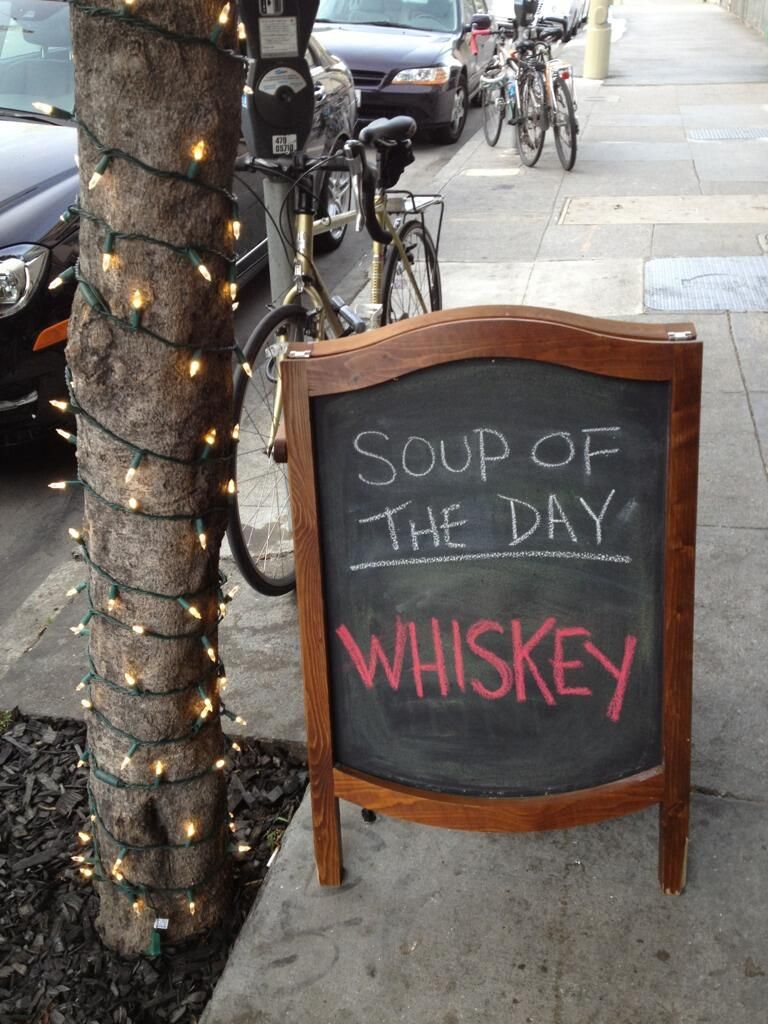 SOUP OF
THE DAY
WHISKEY